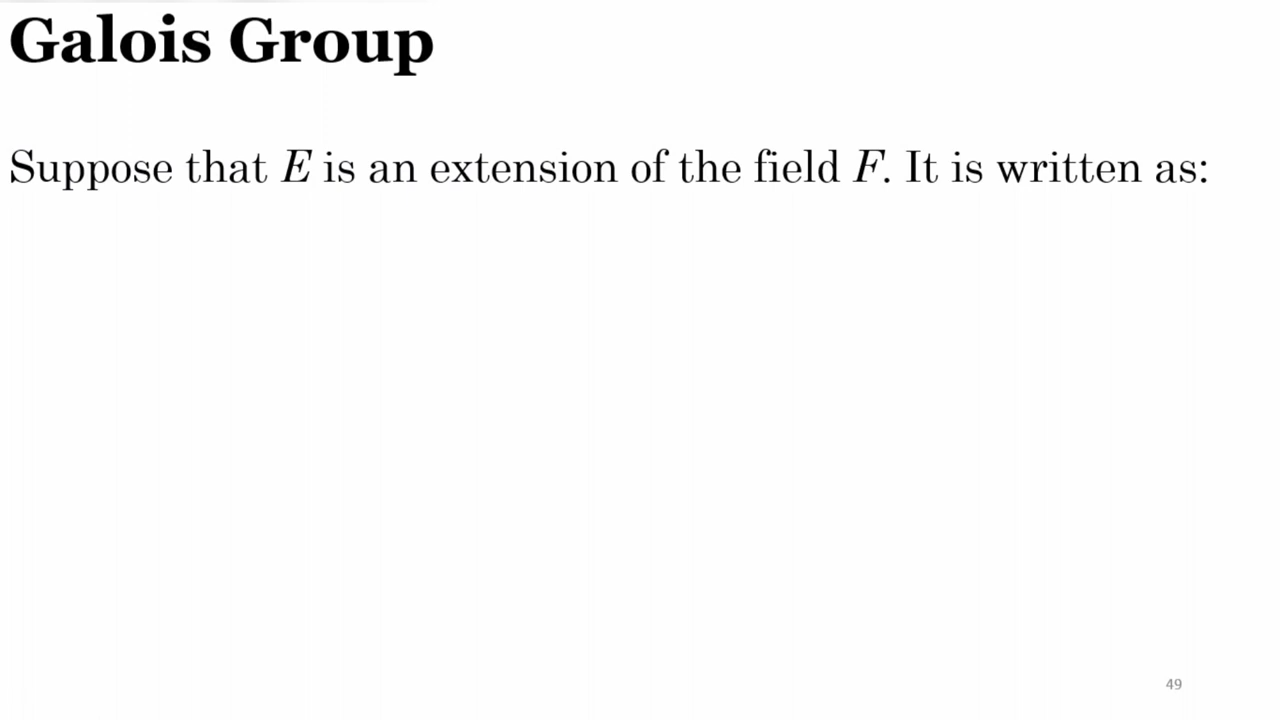 Galois Group
Suppose that E is an extension of the field F. It is written as:
49